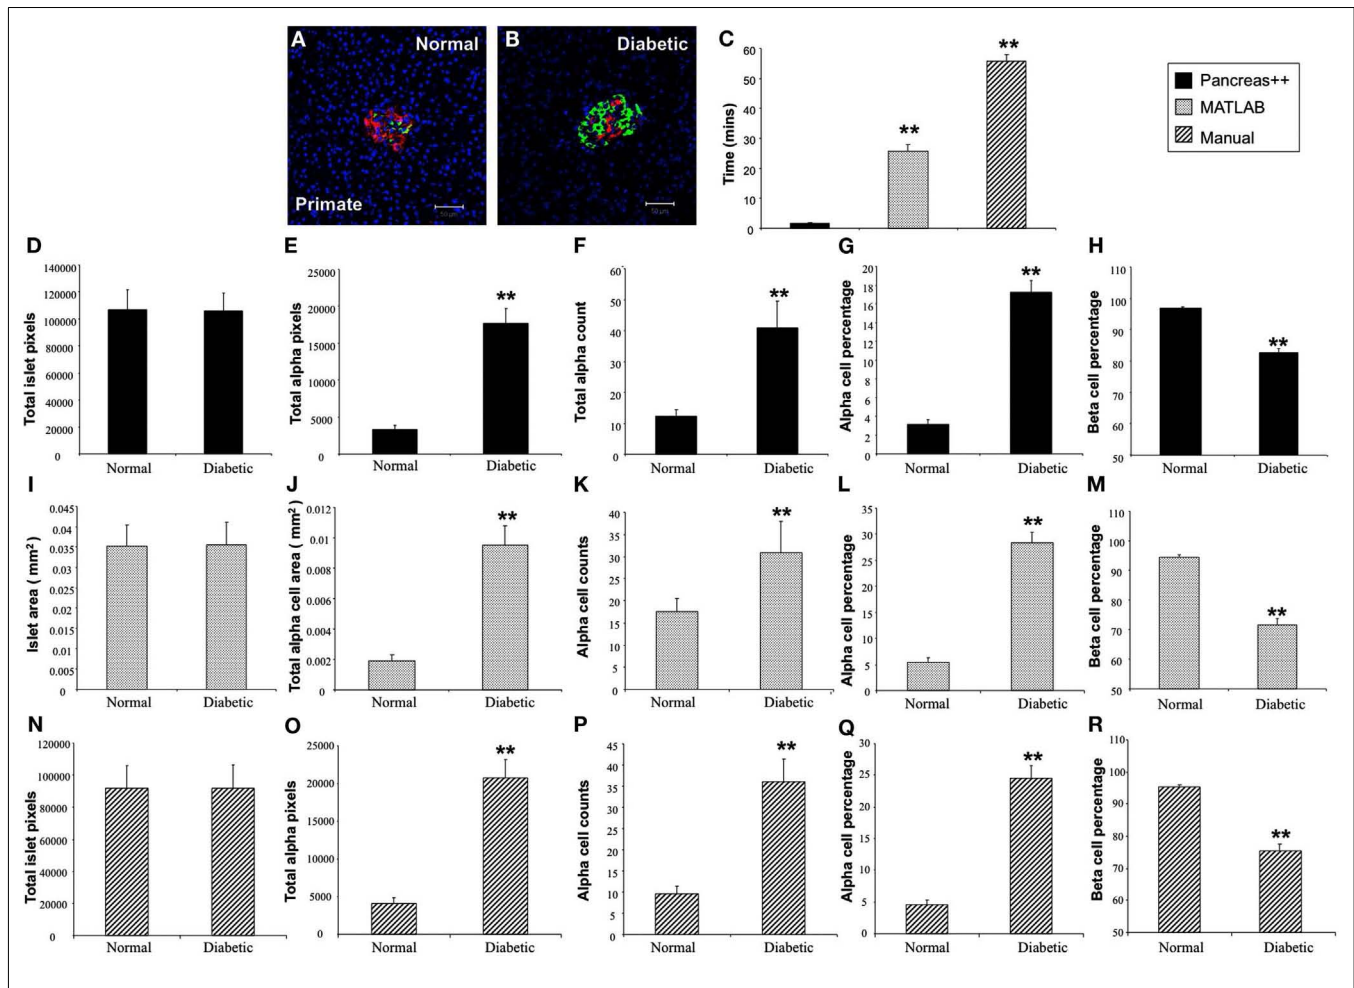 A Normal
Primate
50 µm
B Diabetic
50 µm
C
Time (mins)
60
50
40
30
20
10
0
**
**
Pancreas++
MATLAB
Manual
D
Total islet pixels
140000
120000
100000
80000
60000
40000
20000
0
Normal Diabetic
E
Total alpha pixels
25000
20000
15000
10000
5000
0
**
Normal Diabetic
F
Total alpha count
60
50
40
30
20
10
0
**
Normal Diabetic
G
Alpha cell percentage
20
18
16
14
12
10
8
6
4
2
0
**
Normal Diabetic
H
Beta cell percentage
110
100
90
80
70
60
50
**
Normal Diabetic
I
Islet area ( mm²)
0.045
0.04
0.035
0.03
0.025
0.02
0.015
0.01
0.005
0
Normal Diabetic
J
Total alpha cell area ( mm²)
0.012
0.01
0.008
0.006
0.004
0.002
0
**
Normal Diabetic
K
Alpha cell counts
40
35
30
25
20
15
10
5
0
**
Normal Diabetic
L
Alpha cell percentage
35
30
25
20
15
10
5
0
**
Normal Diabetic
M
Beta cell percentage
110
100
90
80
70
60
50
**
Normal Diabetic
N
Total islet pixels
120000
100000
80000
60000
40000
20000
0
Normal Diabetic
O
Total alpha pixels
25000
20000
15000
10000
5000
0
**
Normal Diabetic
P
Alpha cell counts
45
40
35
30
25
20
15
10
5
0
**
Normal Diabetic
Q
Alpha cell percentage
30
25
20
15
10
5
0
**
Normal Diabetic
R
Beta cell percentage
110
100
90
80
70
60
50
**
Normal Diabetic